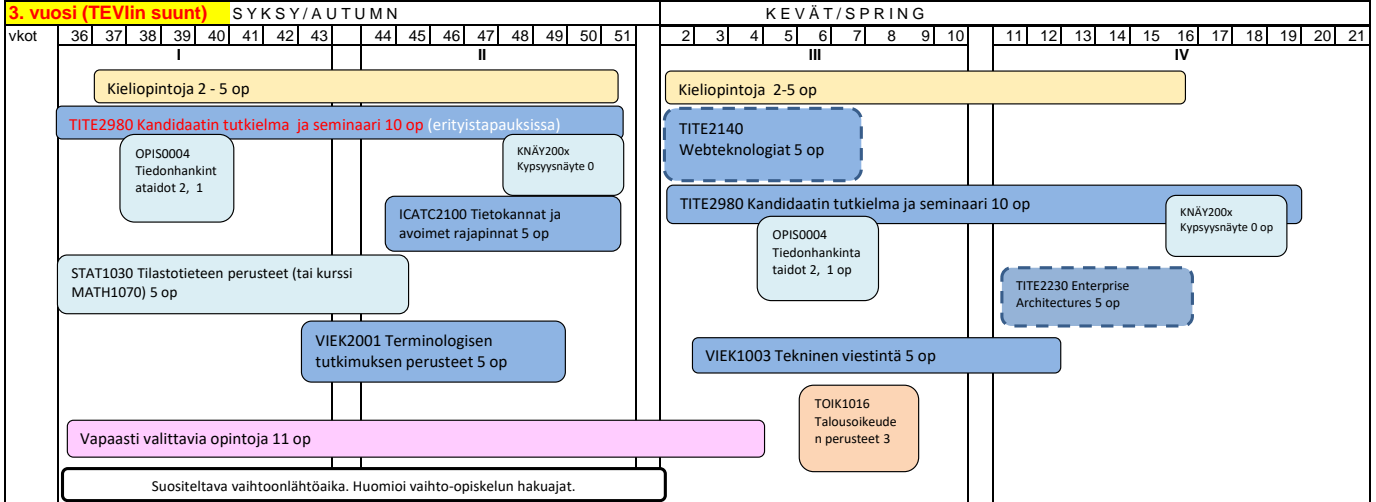 3. vuosi (TEVIin suunt) SYKSY/AUTUMN KEVÄT/SPRING
vkot 36 37 38 39 40 41 42 43 44 45 46 47 48 49 50 51 2 3 4 5 6 7 8 9 10 11 12 13 14 15 16 17 18 19 20 21
I II III IV
Kieliopintoja 2 - 5 op
Kieliopintoja 2-5 op
TITE2980 Kandidaatin tutkielma ja seminaari 10 op (erityistapauksissa)
TITE2140
Webteknologiat 5 op
OPIS0004
Tiedonhankint
ataidot 2, 1
KNÄY200x
Kypsyysnäyte 0
TITE2980 Kandidaatin tutkielma ja seminaari 10 op
KNÄY200x
Kypsyysnäyte 0 op
ICATC2100 Tietokannat ja
avoimet rajapinnat 5 op
OPIS0004
Tiedonhankinta
taidot 2, 1 op
STAT1030 Tilastotieteen perusteet (tai kurssi
MATH1070) 5 op
TITE2230 Enterprise
Architectures 5 op
VIEK2001 Terminologisen
tutkimuksen perusteet 5 op
VIEK1003 Tekninen viestintä 5 op
TOIK1016
Talousoikeude
n perusteet 3
Vapaasti valittavia opintoja 11 op
Suositeltava vaihtoonlähtöaika. Huomioi vaihto-opiskelun hakuajat.